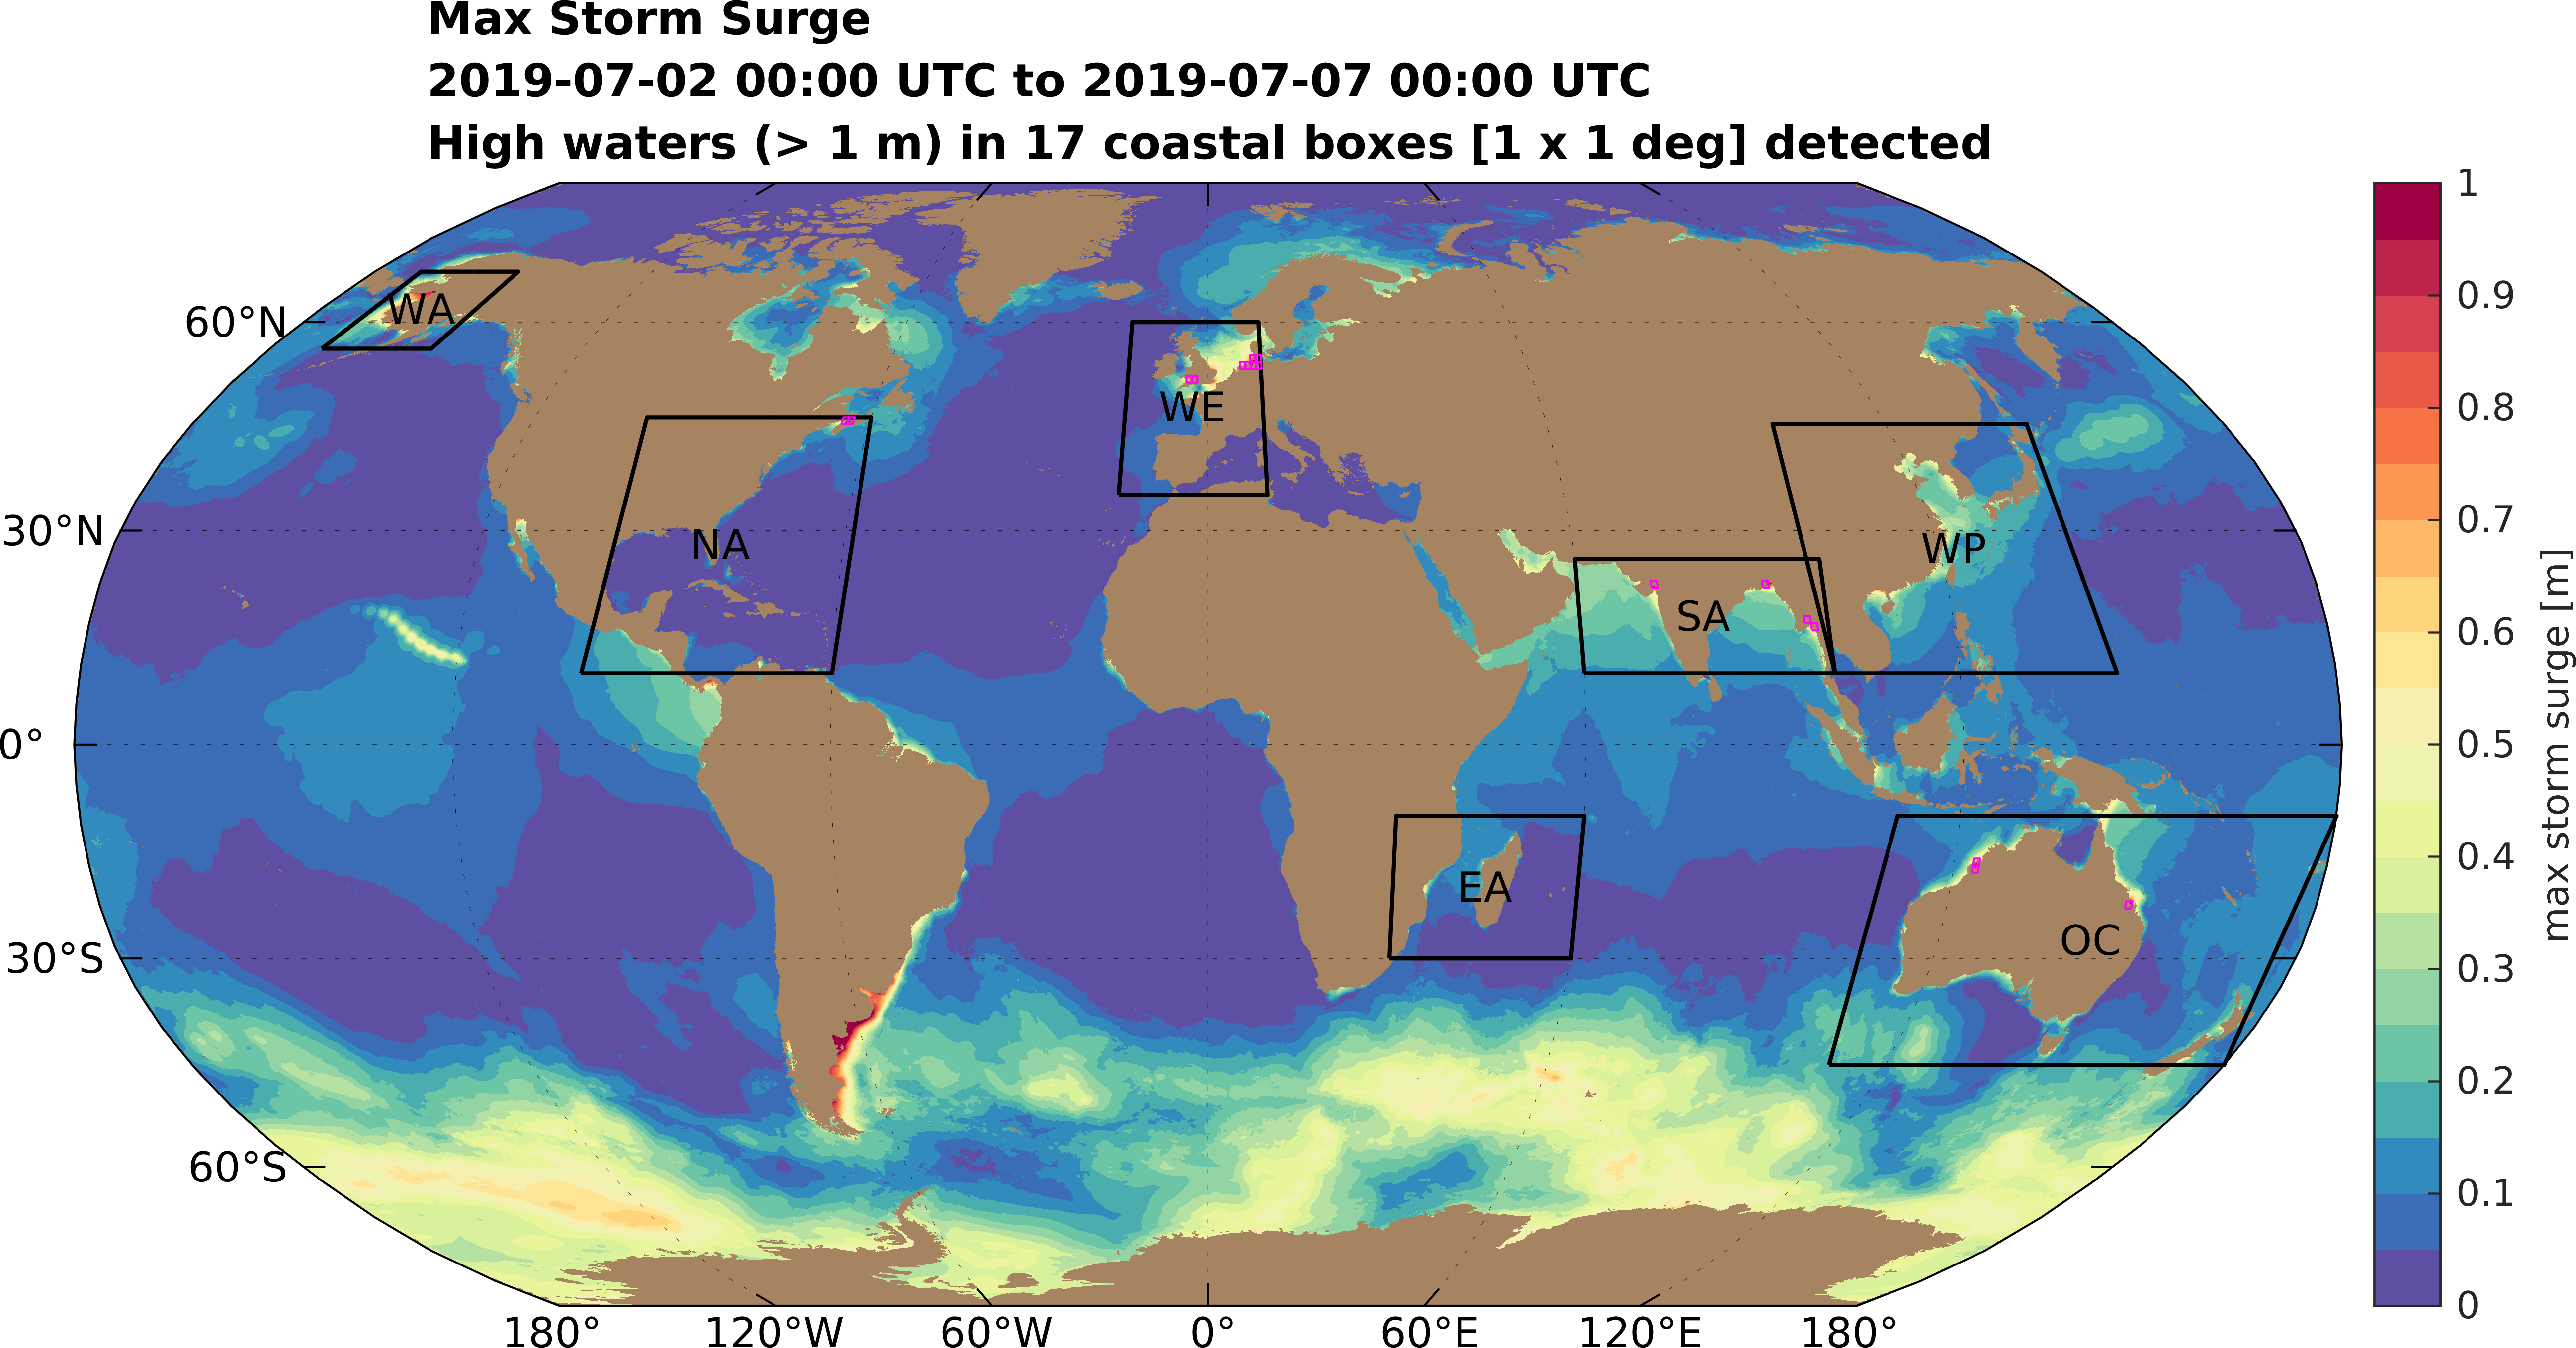 Max Storm Surge
2019-07-02 00:00 UTC to 2019-07-07 00:00 UTC
High waters (> 1 m) in 17 coastal boxes [1 x 1 deg] detected
60°N
30°N
0°
30°S
60°S
WA
NA
WE
SA
WP
EA
OC
180°
120°W
60°W
0°
60°E
120°E
180°
1
0.9
0.8
0.7
0.6
0.5
0.4
0.3
0.2
0.1
0
max storm surge [m]